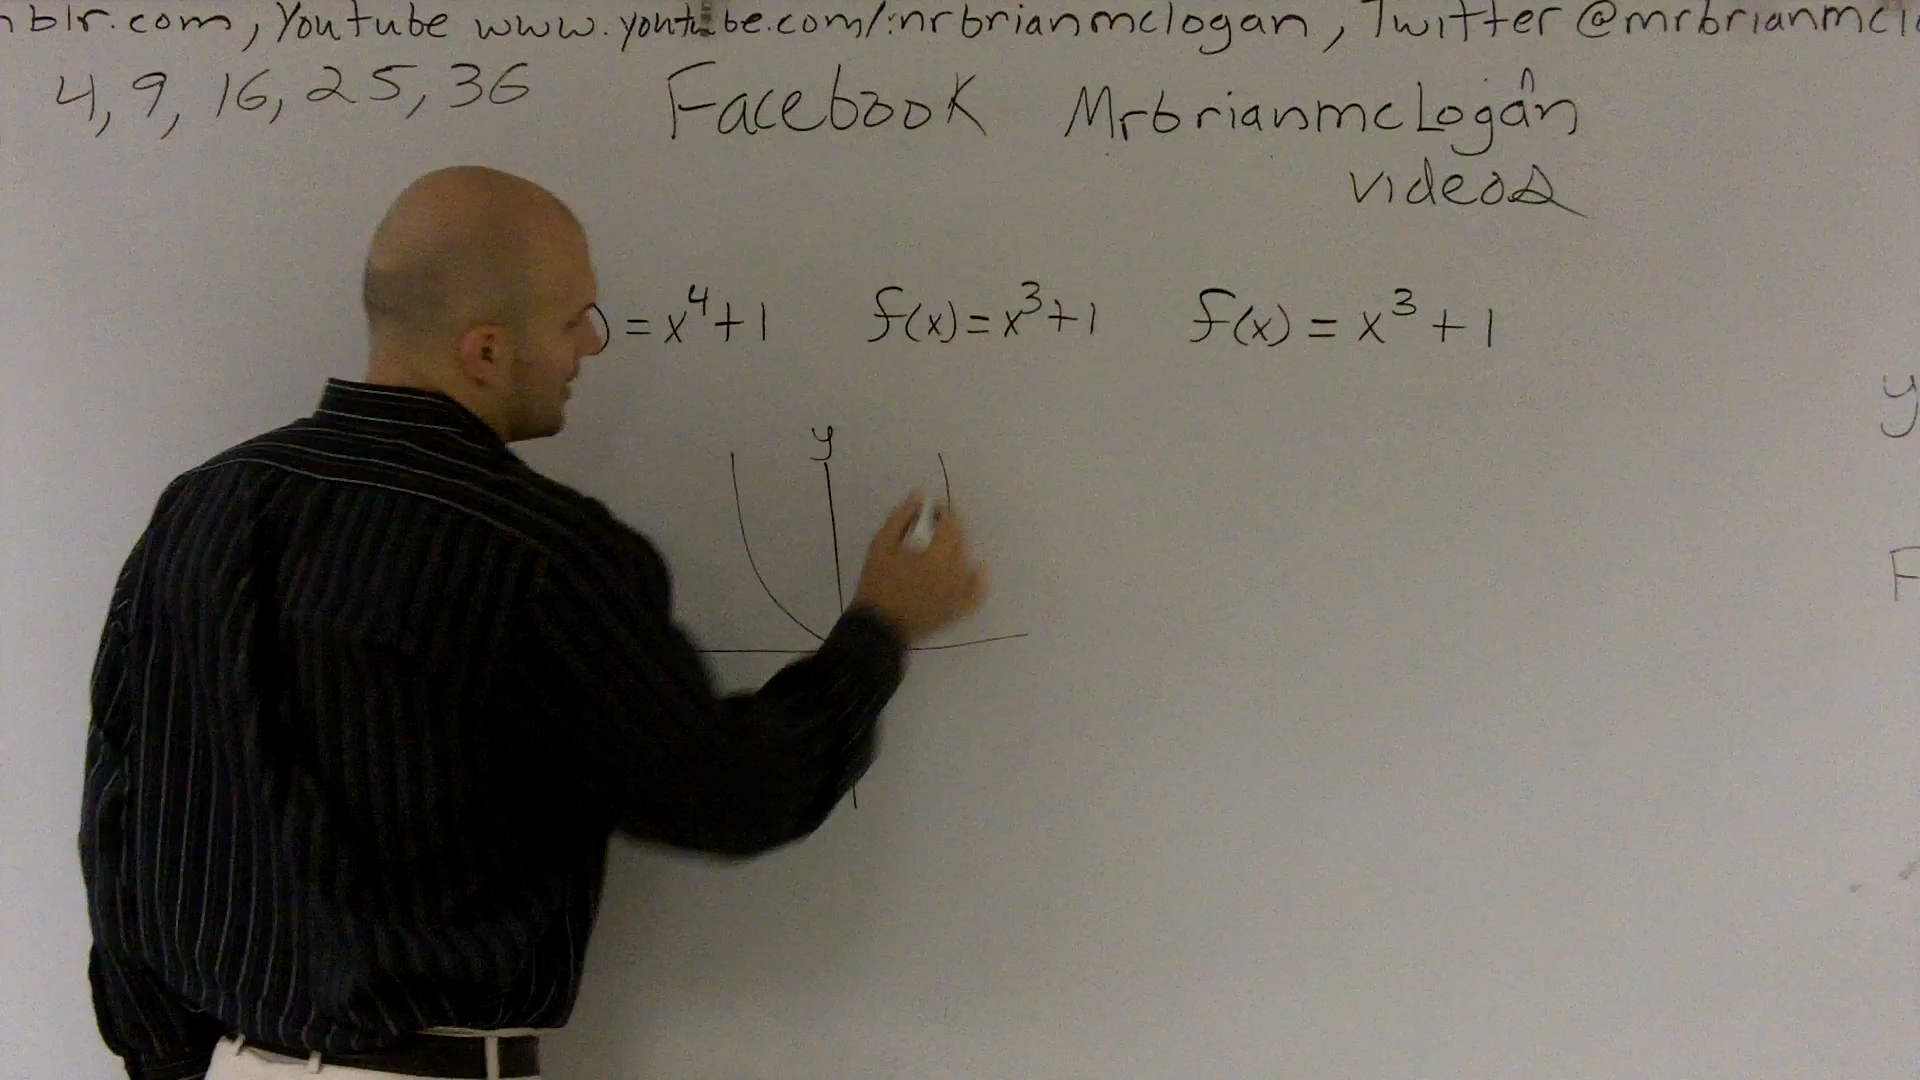 blr.com, Youtube www.youtube.com/mrbrianmclogan, Twitter @mrbrianmcl
4, 9, 16, 25, 36 Facebook MrbrianmcLogan
videos
) = x⁴+1 f(x)=x³+1 f(x) = x³ + 1
y
y
F